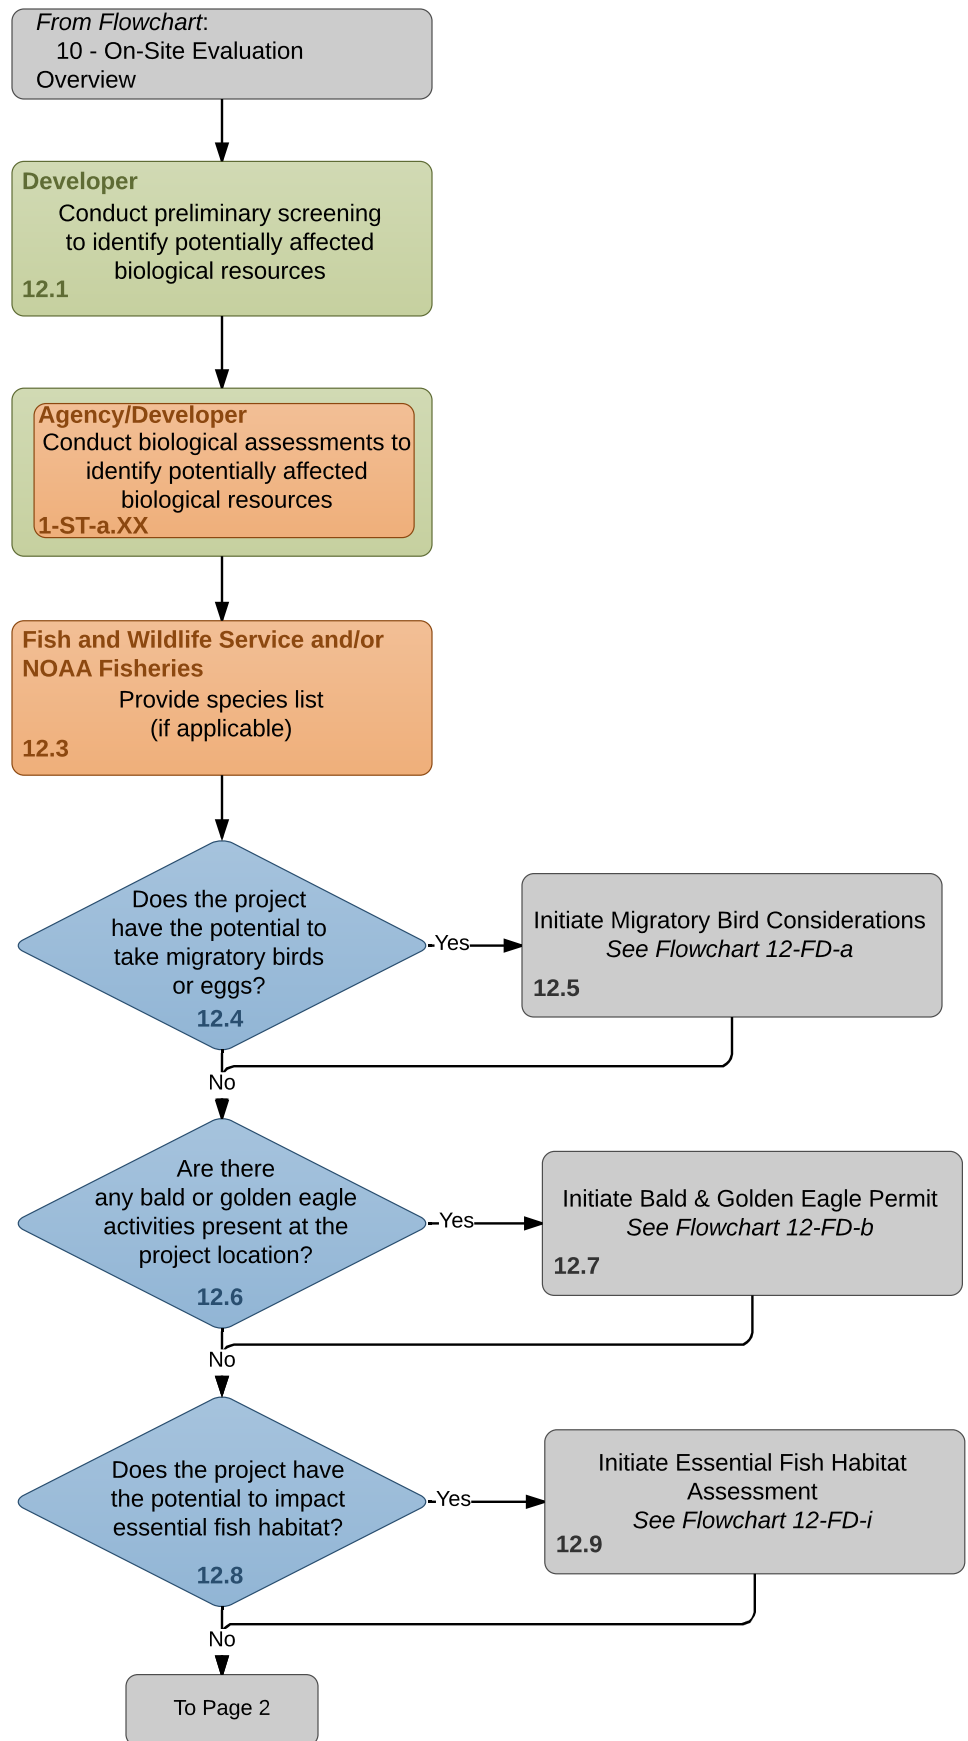 From Flowchart:
10 - On-Site Evaluation
Overview
Developer
Conduct preliminary screening
to identify potentially affected
biological resources
12.1
Agency/Developer
Conduct biological assessments to
identify potentially affected
biological resources
1-ST-a.XX
Fish and Wildlife Service and/or
NOAA Fisheries
Provide species list
(if applicable)
12.3
Does the project
have the potential to
take migratory birds
or eggs?
12.4
Yes
Initiate Migratory Bird Considerations
See Flowchart 12-FD-a
12.5
No
Are there
any bald or golden eagle
activities present at the
project location?
12.6
Yes
Initiate Bald & Golden Eagle Permit
See Flowchart 12-FD-b
12.7
No
Does the project have
the potential to impact
essential fish habitat?
12.8
Yes
Initiate Essential Fish Habitat
Assessment
See Flowchart 12-FD-i
12.9
No
To Page 2